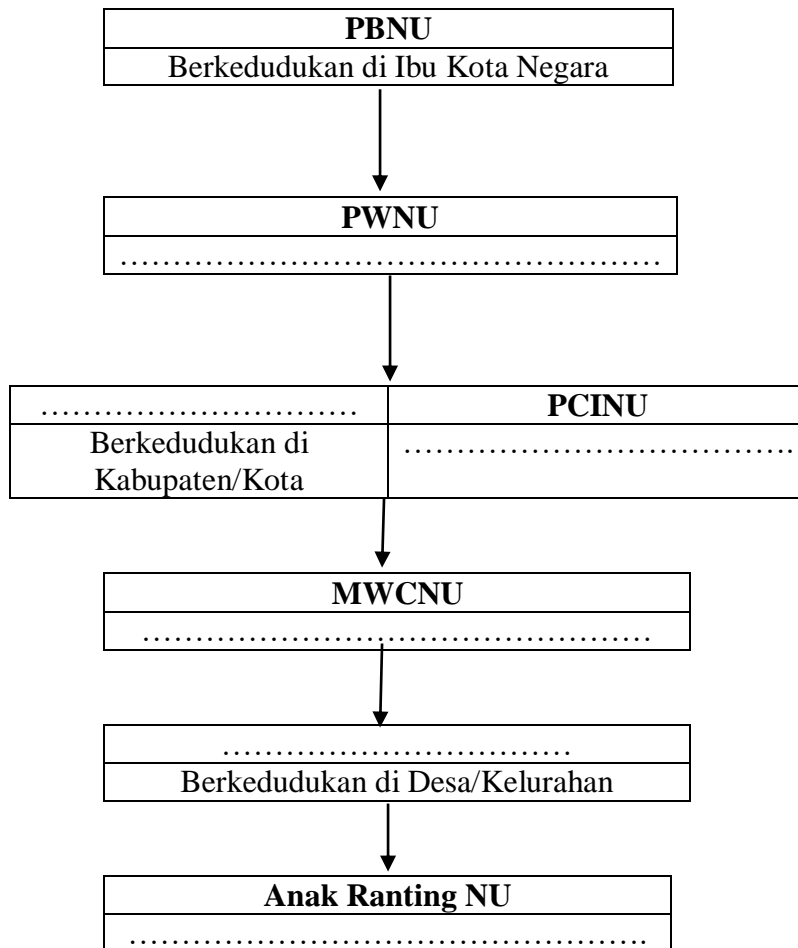 PBNU
Berkedudukan di Ibu Kota Negara
PWNU
……………………………………………
…………………………
PCINU
Berkedudukan di
Kabupaten/Kota
……………………………….
MWCNU
…………………………………………
……………………………
Berkedudukan di Desa/Kelurahan
Anak Ranting NU
………………………………………….